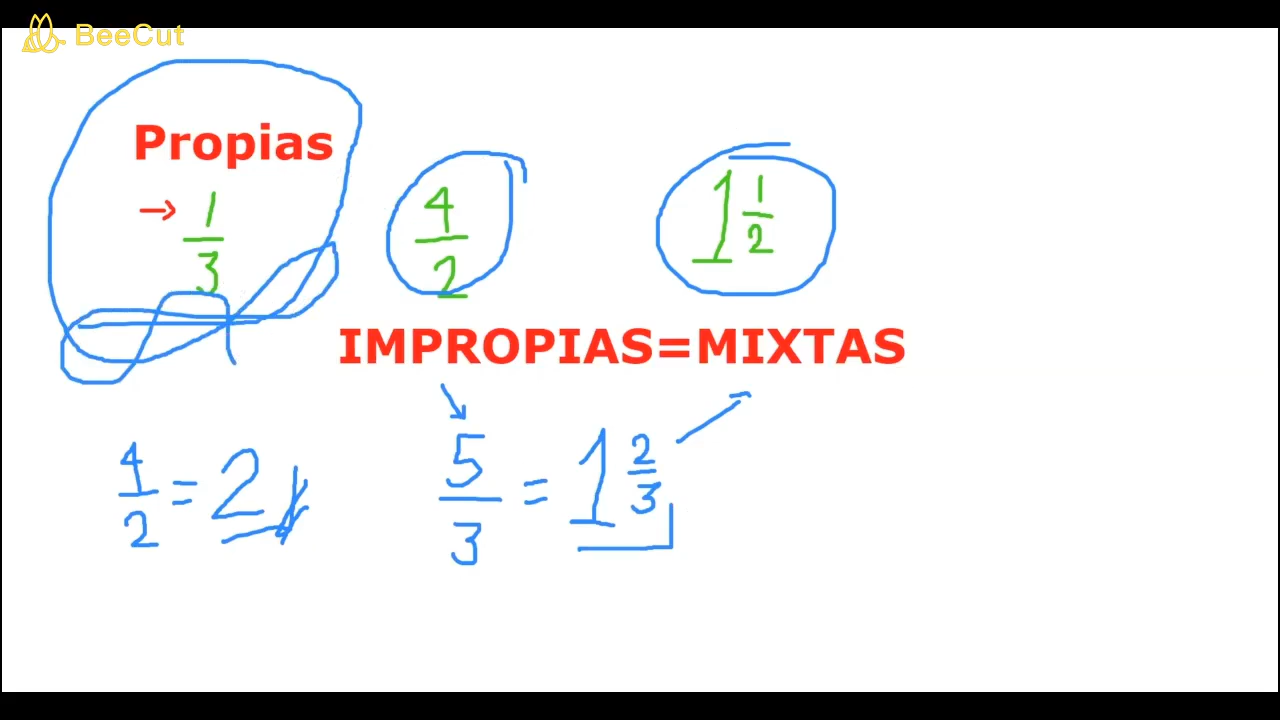 BeeCut
Propias
→ 1/3
4/2
1 1/2
IMPROPIAS=MIXTAS
4/2 = 2
5/3 = 1 2/3